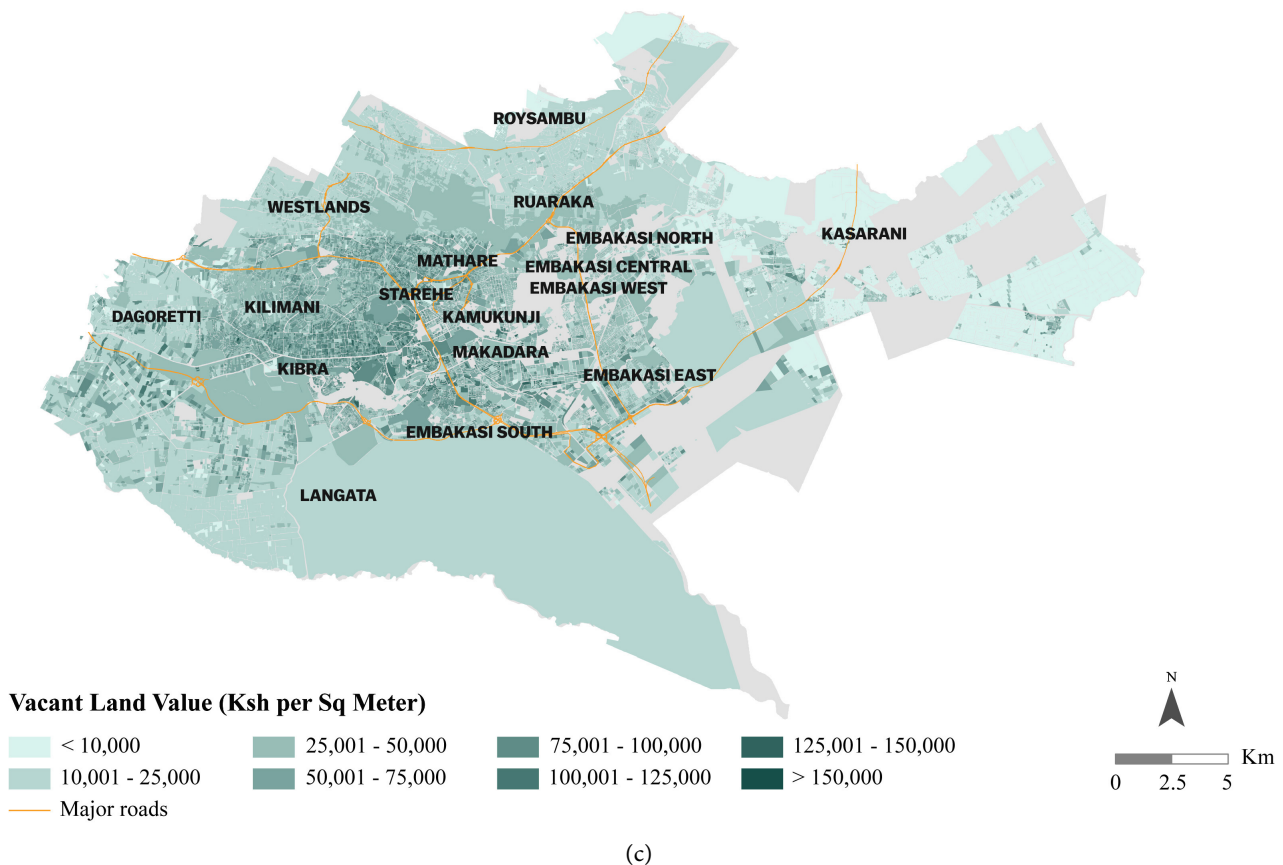 ROYSAMBU
WESTLANDS
RUARAKA
KASARANI
EMBAKASI NORTH
MATHARE
EMBAKASI CENTRAL
STAREHE
EMBAKASI WEST
KILIMANI
DAGORETTI
KAMUKUNJI
MAKADARA
KIBRA
EMBAKASI EAST
EMBAKASI SOUTH
LANGATA
Vacant Land Value (Ksh per Sq Meter)
< 10,000
25,001 - 50,000
75,001 - 100,000
125,001 - 150,000
10,001 - 25,000
50,001 - 75,000
100,001 - 125,000
> 150,000
Major roads
N
Km
0 2.5 5
(c)